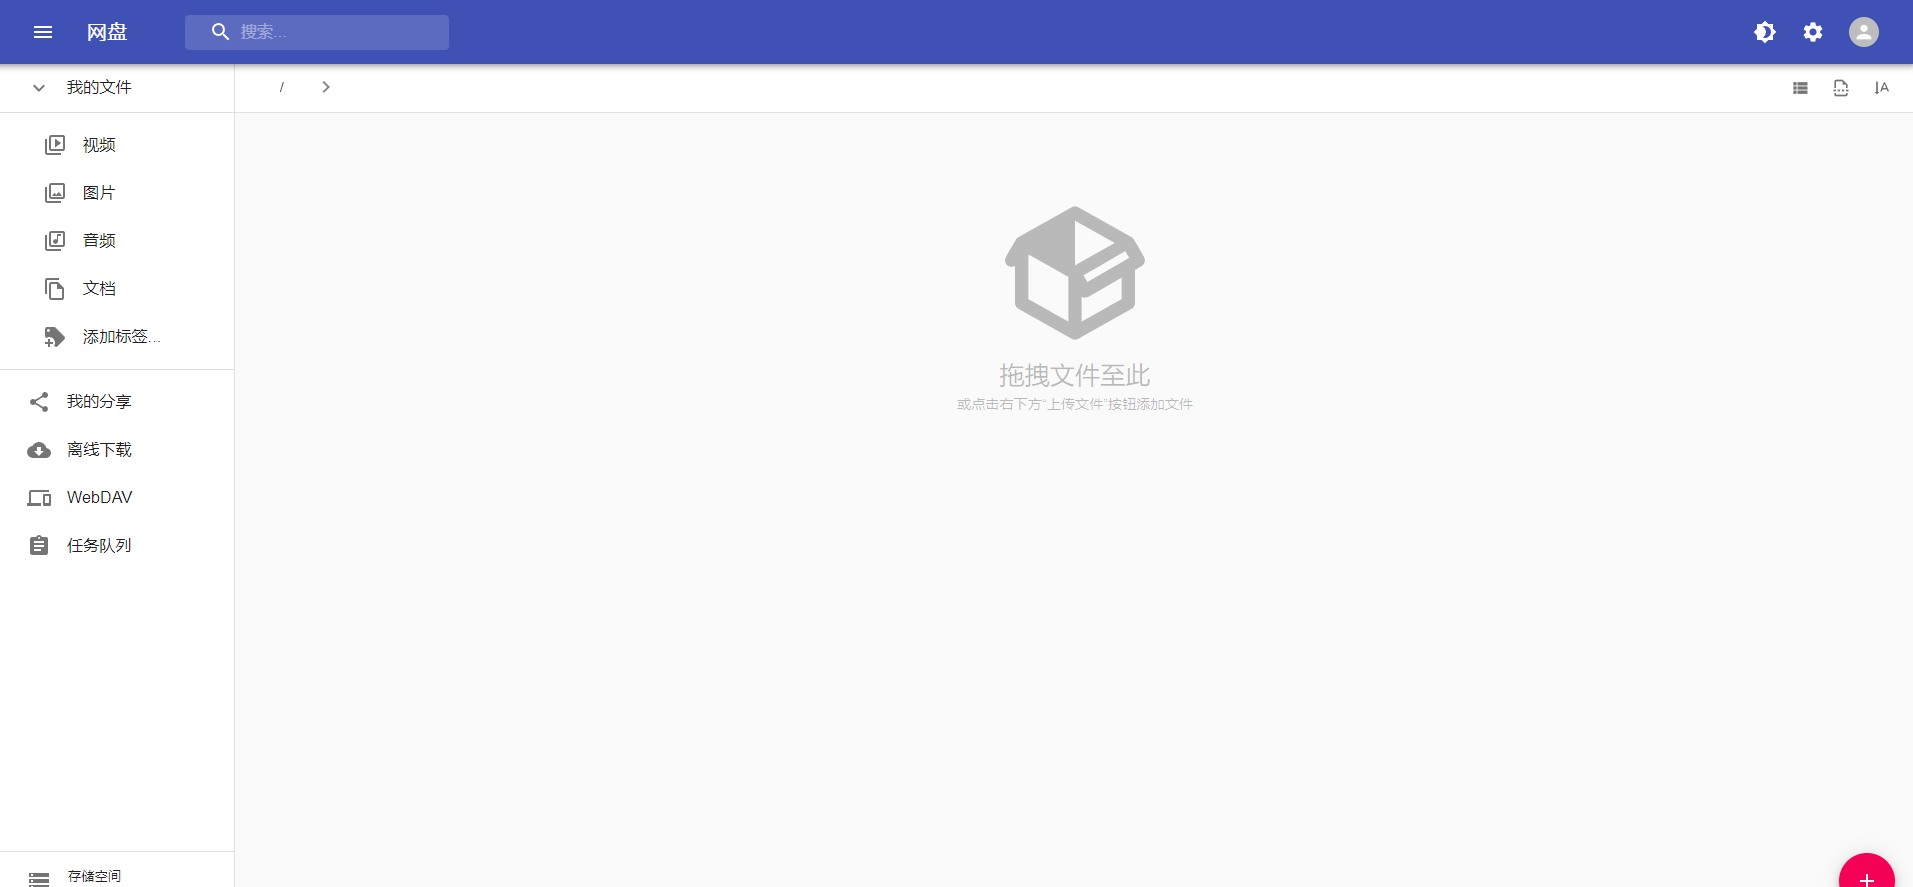 网盘
搜索...
我的文件
/
视频
图片
音频
文档
添加标签...
我的分享
离线下载
WebDAV
任务队列
存储空间
拖拽文件至此
或点击右下方“上传文件”按钮添加文件